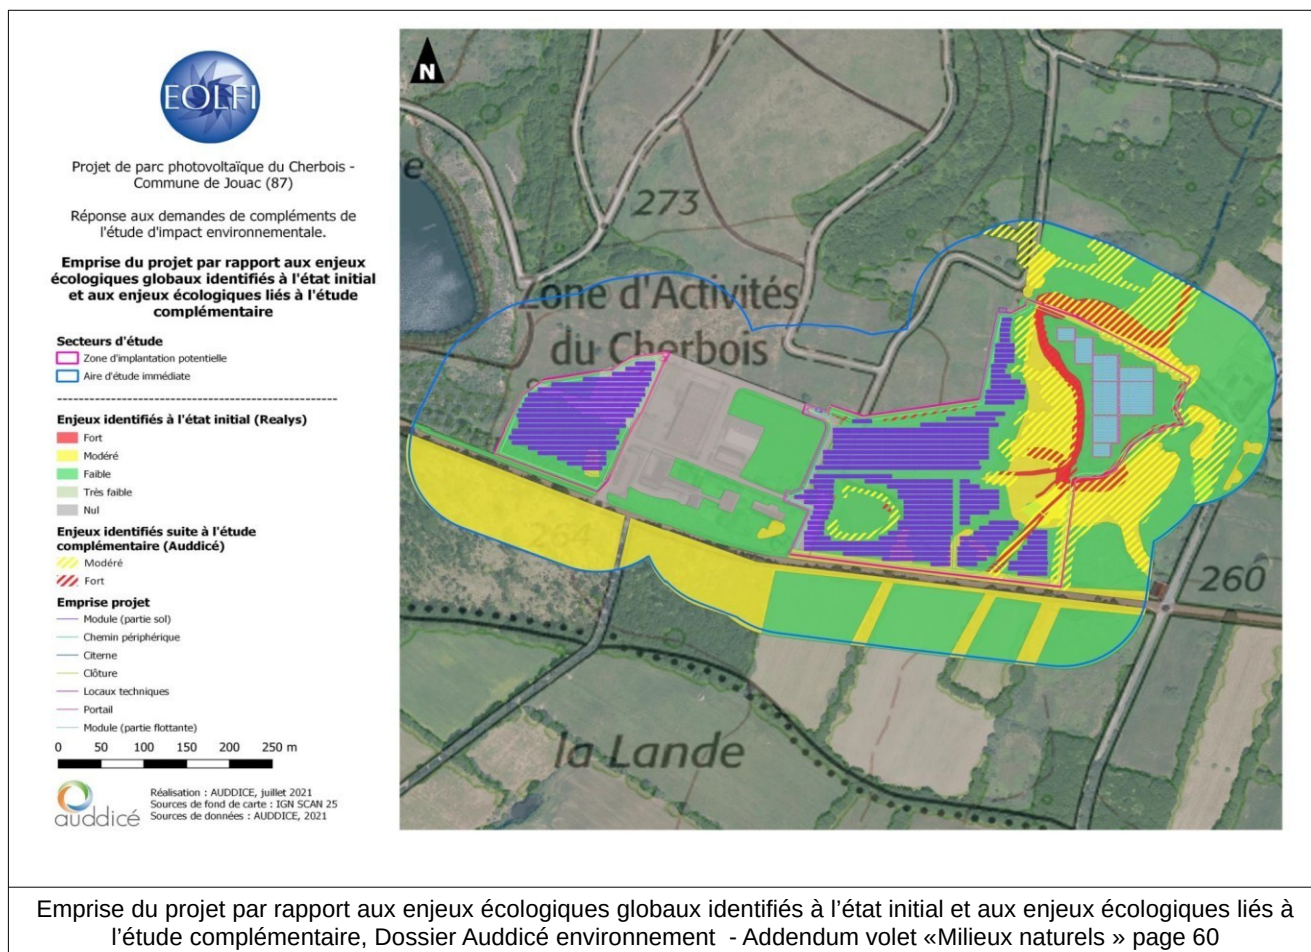 EOLFI
Projet de parc photovoltaïque du Cherbois -
Commune de Jouac (87)
Réponse aux demandes de compléments de
l'étude d'impact environnementale.
Emprise du projet par rapport aux enjeux
écologiques globaux identifiés à l'état initial
et aux enjeux écologiques liés à l'étude
complémentaire
Secteurs d'étude
Zone d'implantation potentielle
Aire d'étude immédiate
Enjeux identifiés à l'état initial (Realys)
Fort
Modéré
Faible
Très faible
Nul
Enjeux identifiés suite à l'étude
complémentaire (Auddicé)
Modéré
Fort
Emprise projet
Module (partie sol)
Chemin périphérique
Citerne
Clôture
Locaux techniques
Portail
Module (partie flottante)
0 50 100 150 200 250 m
auddicé
Réalisation : AUDDICE, juillet 2021
Sources de fond de carte : IGN SCAN 25
Sources de données : AUDDICE, 2021
N
e
273
Zone d'Activités
du Cherbois
264
260
la Lande
Emprise du projet par rapport aux enjeux écologiques globaux identifiés à l'état initial et aux enjeux écologiques liés à
l'étude complémentaire, Dossier Auddicé environnement - Addendum volet «Milieux naturels » page 60